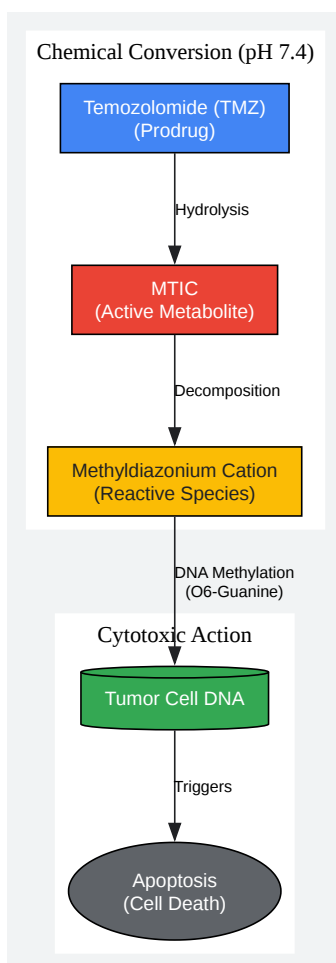 Chemical Conversion (pH 7.4)
Temozolomide (TMZ)
(Prodrug)
Hydrolysis
MTIC
(Active Metabolite)
Decomposition
Methyldiazonium Cation
(Reactive Species)
DNA Methylation
(O6-Guanine)
Cytotoxic Action
Tumor Cell DNA
Triggers
Apoptosis
(Cell Death)